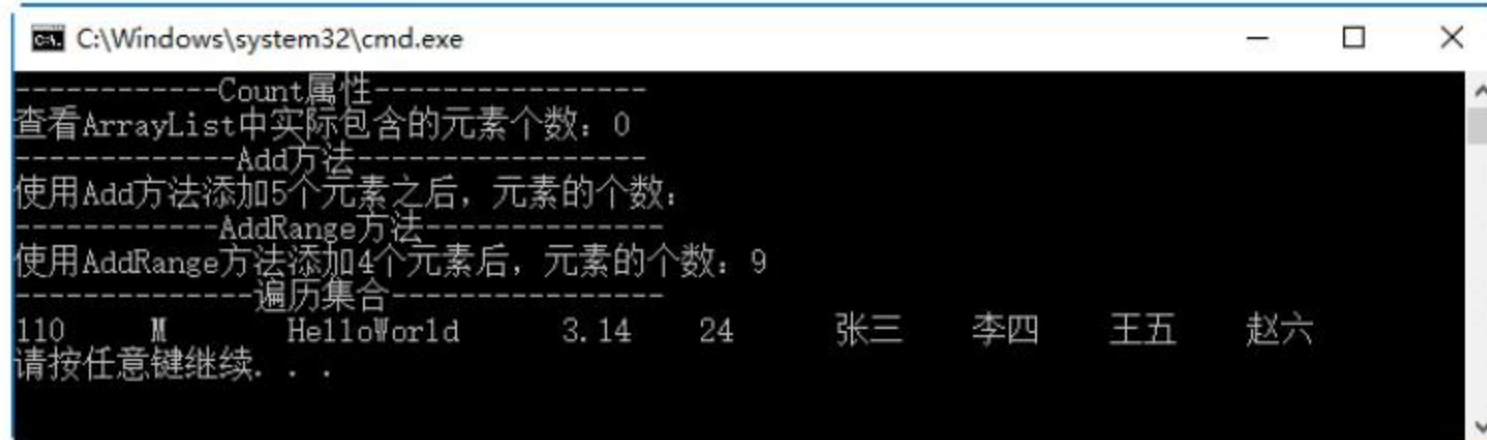 C:\Windows\system32\cmd.exe
------------Count属性----------------
查看ArrayList中实际包含的元素个数：0
-------------Add方法-----------------
使用Add方法添加5个元素之后，元素的个数：
------------AddRange方法--------------
使用AddRange方法添加4个元素后，元素的个数：9
--------------遍历集合----------------
110 M HelloWorld 3.14 24 张三 李四 王五 赵六
请按任意键继续. . .